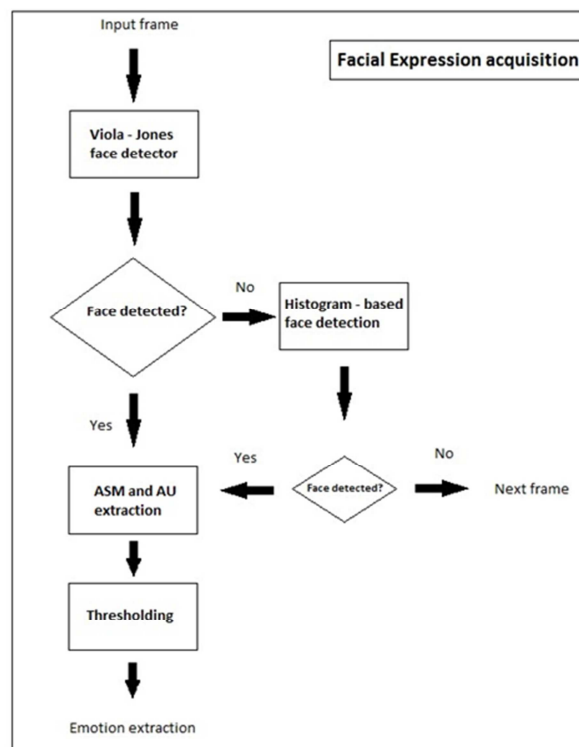 Input frame
Facial Expression acquisition
Viola - Jones
face detector
Face detected?
No
Histogram - based
face detection
Yes
Yes
Face detected?
No
Next frame
ASM and AU
extraction
Thresholding
Emotion extraction